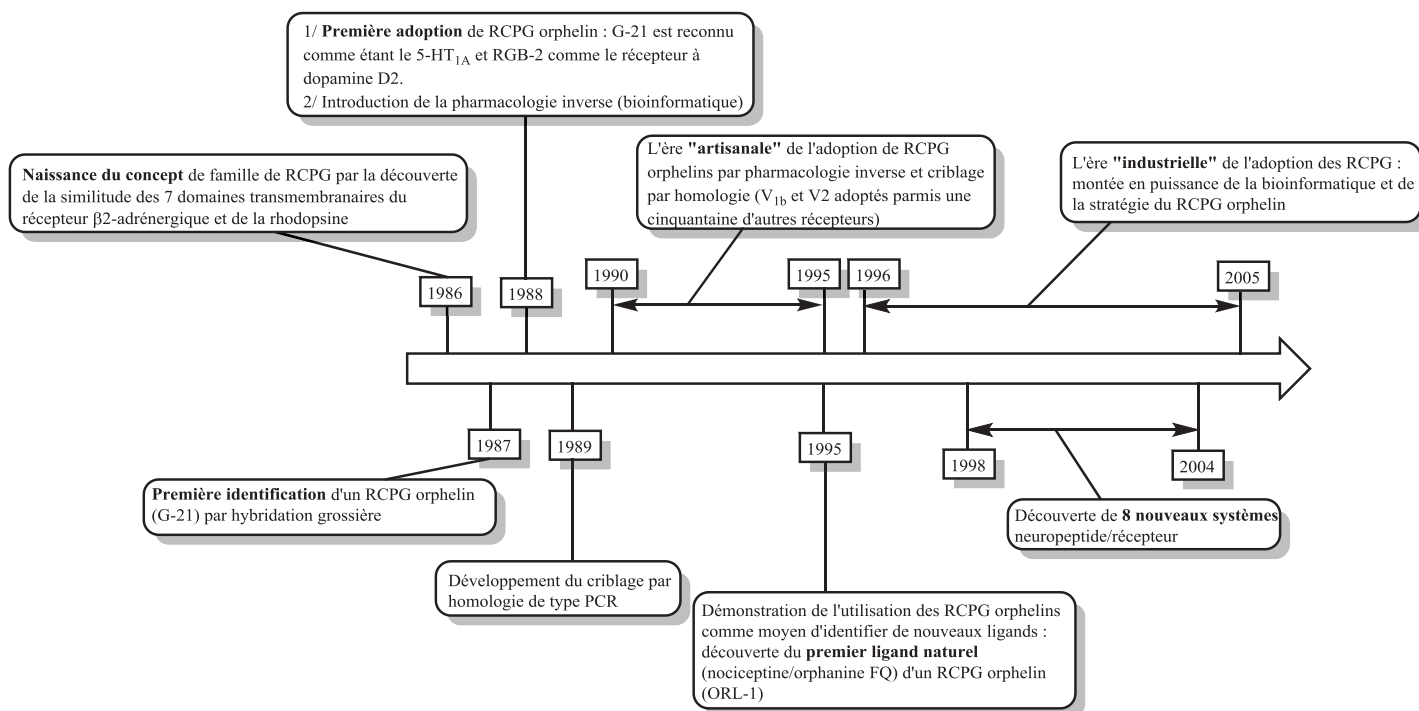 1/ Première adoption de RCPG orphelin : G-21 est reconnu
comme étant le 5-HT1A et RGB-2 comme le récepteur à
dopamine D2.
2/ Introduction de la pharmacologie inverse (bioinformatique)
Naissance du concept de famille de RCPG par la découverte
de la similitude des 7 domaines transmembranaires du
récepteur β2-adrénergique et de la rhodopsine
L'ère "artisanale" de l'adoption de RCPG
orphelins par pharmacologie inverse et criblage
par homologie (V1b et V2 adoptés parmis une
cinquantaine d'autres récepteurs)
L'ère "industrielle" de l'adoption des RCPG :
montée en puissance de la bioinformatique et de
la stratégie du RCPG orphelin
1986
1988
1990
1995
1996
2005
1987
1989
1995
1998
2004
Première identification d'un RCPG orphelin
(G-21) par hybridation grossière
Développement du criblage par
homologie de type PCR
Démonstration de l'utilisation des RCPG orphelins
comme moyen d'identifier de nouveaux ligands :
découverte du premier ligand naturel
(nociceptine/orphanine FQ) d'un RCPG orphelin
(ORL-1)
Découverte de 8 nouveaux systèmes
neuropeptide/récepteur